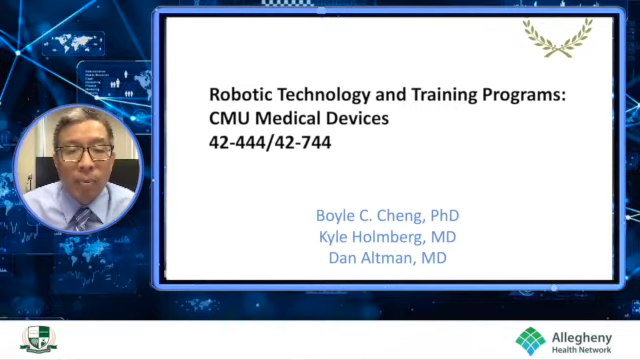 Robotic Technology and Training Programs:
CMU Medical Devices
42-444/42-744
Boyle C. Cheng, PhD
Kyle Holmberg, MD
Dan Altman, MD
Allegheny
Health Network